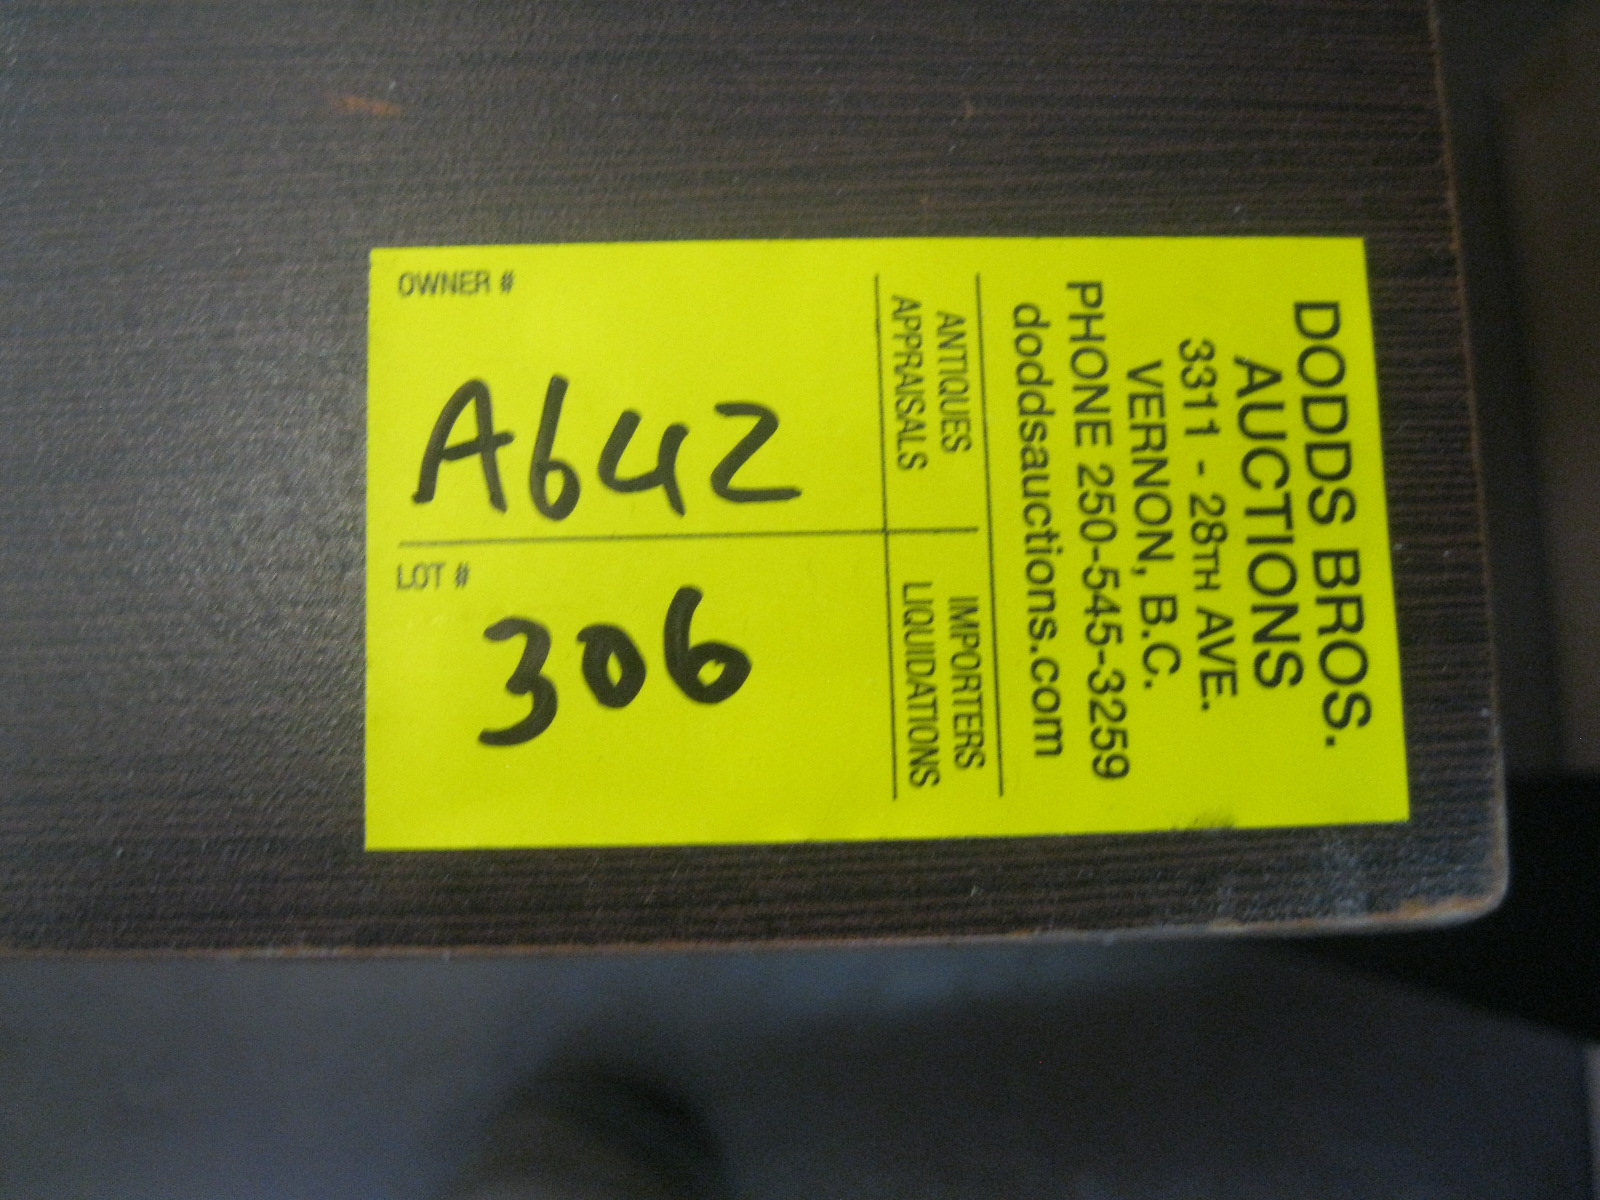 DODDS BROS.
AUCTIONS
3311 - 28TH AVE.
VERNON, B.C.
PHONE 250-545-3259
doddsauctions.com
ANTIQUES
APPRAISALS
IMPORTERS
LIQUIDATIONS
OWNER #
A642
LOT #
306